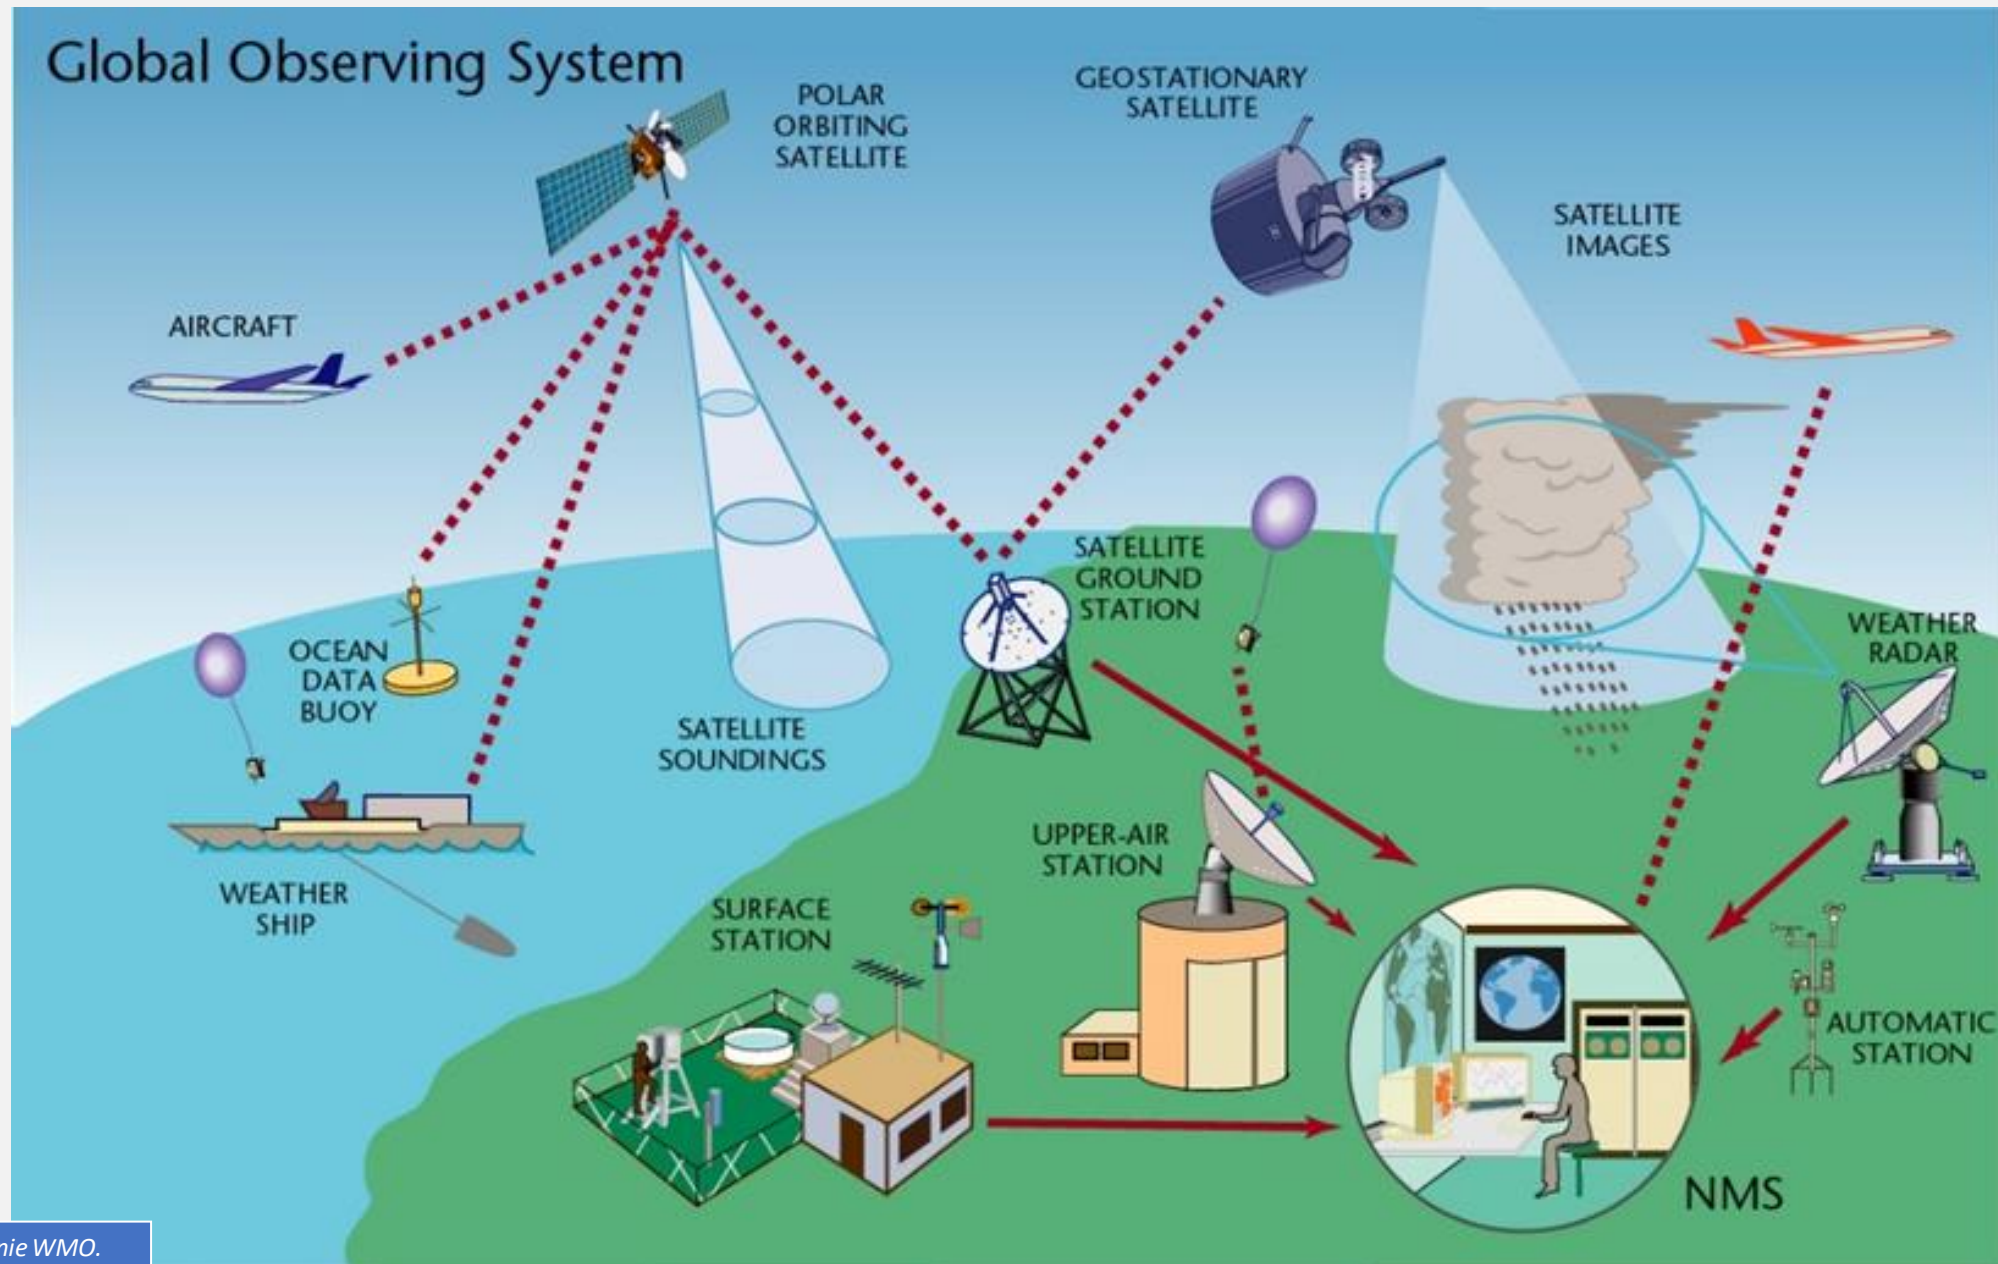 Global Observing System
POLAR
ORBITING
SATELLITE
GEOSTATIONARY
SATELLITE
SATELLITE
IMAGES
AIRCRAFT
SATELLITE
GROUND
STATION
OCEAN
DATA
BUOY
WEATHER
RADAR
SATELLITE
SOUNDINGS
UPPER-AIR
STATION
WEATHER
SHIP
SURFACE
STATION
AUTOMATIC
STATION
NMS
WMO.